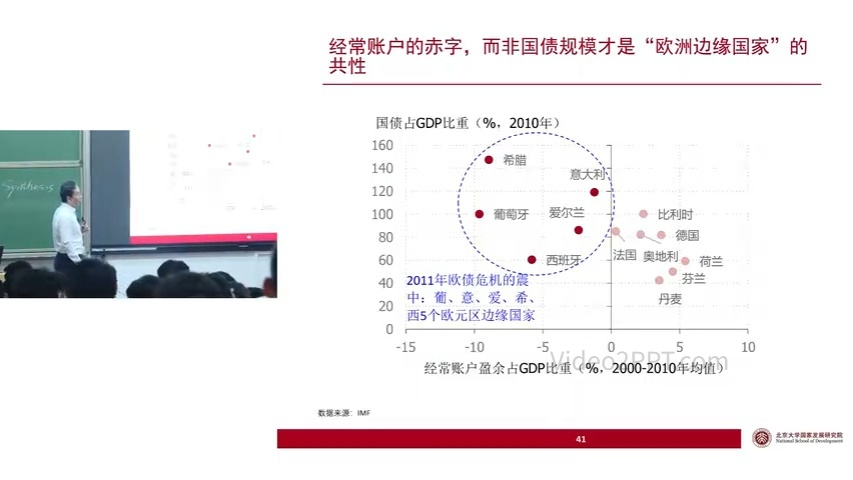 经常账户的赤字，而非国债规模才是“欧洲边缘国家”的
共性
Synthesis
国债占GDP比重（%，2010年）
160
140
120
100
80
60
40
20
0
-15
-10
-5
0
5
10
希腊
意大利
葡萄牙
爱尔兰
西班牙
比利时
法国
奥地利
德国
荷兰
芬兰
丹麦
2011年欧债危机的震
中：葡、意、爱、希、
西5个欧元区边缘国家
Video2PPT.com
经常账户盈余占GDP比重（%，2000-2010年均值）
数据来源：IMF
41
北京大学国家发展研究院
National School of Development